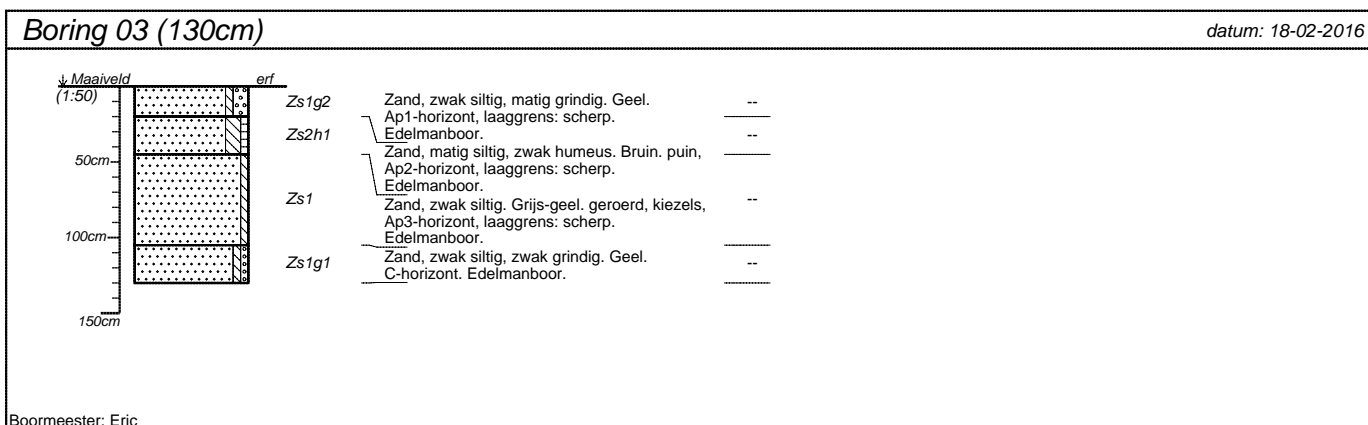 Boring 03 (130cm)
datum: 18-02-2016
Maaiveld
erf
(1:50)
Zs1g2
Zand, zwak siltig, matig grindig. Geel.
Ap1-horizont, laaggrens: scherp.
Edelmanboor.
--
Zs2h1
Zand, matig siltig, zwak humeus. Bruin. puin,
Ap2-horizont, laaggrens: scherp.
Edelmanboor.
--
50cm
Zs1
Zand, zwak siltig. Grijs-geel. geroerd, kiezels,
Ap3-horizont, laaggrens: scherp.
Edelmanboor.
--
100cm
Zs1g1
Zand, zwak siltig, zwak grindig. Geel.
C-horizont. Edelmanboor.
--
150cm
Boormeester: Eric